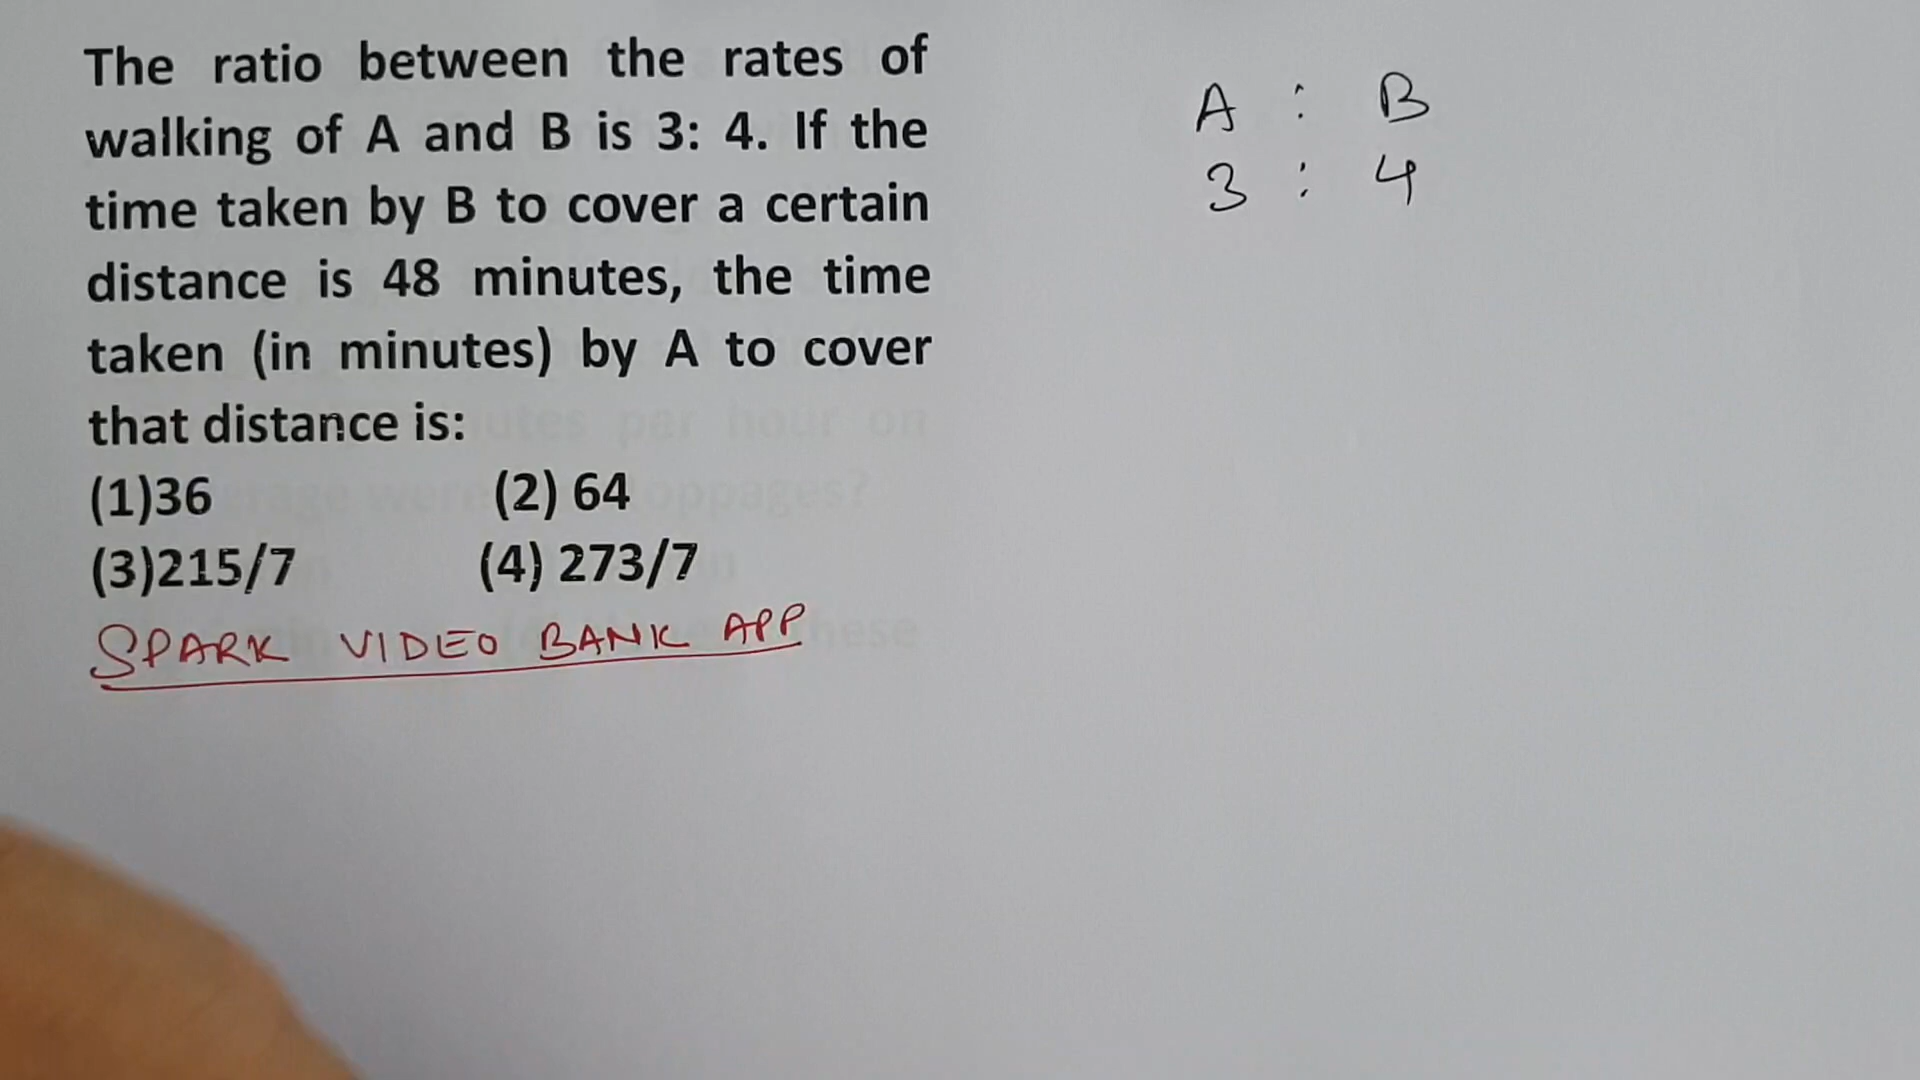 The ratio between the rates of
walking of A and B is 3: 4. If the
time taken by B to cover a certain
distance is 48 minutes, the time
taken (in minutes) by A to cover
that distance is:
(1)36 (2) 64
(3)215/7 (4) 273/7
SPARK VIDEO BANK APP
A : B
3 : 4